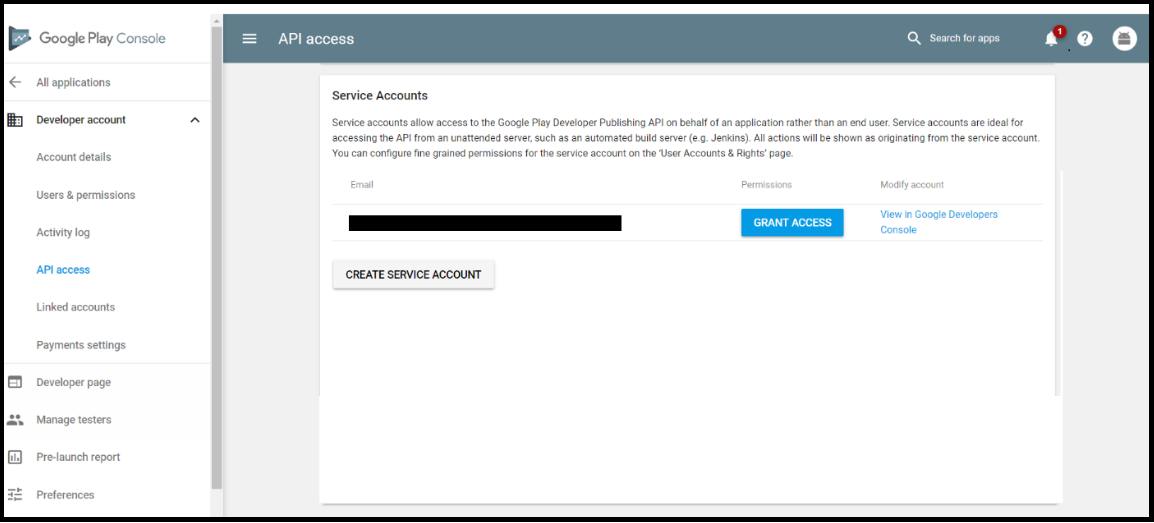 Google Play Console
API access
Search for apps
1
All applications
Developer account
Account details
Users & permissions
Activity log
API access
Linked accounts
Payments settings
Developer page
Manage testers
Pre-launch report
Preferences
Service Accounts
Service accounts allow access to the Google Play Developer Publishing API on behalf of an application rather than an end user. Service accounts are ideal for
accessing the API from an unattended server, such as an automated build server (e.g. Jenkins). All actions will be shown as originating from the service account.
You can configure fine grained permissions for the service account on the 'User Accounts & Rights' page.
Email Permissions Modify account
GRANT ACCESS
View in Google Developers
Console
CREATE SERVICE ACCOUNT